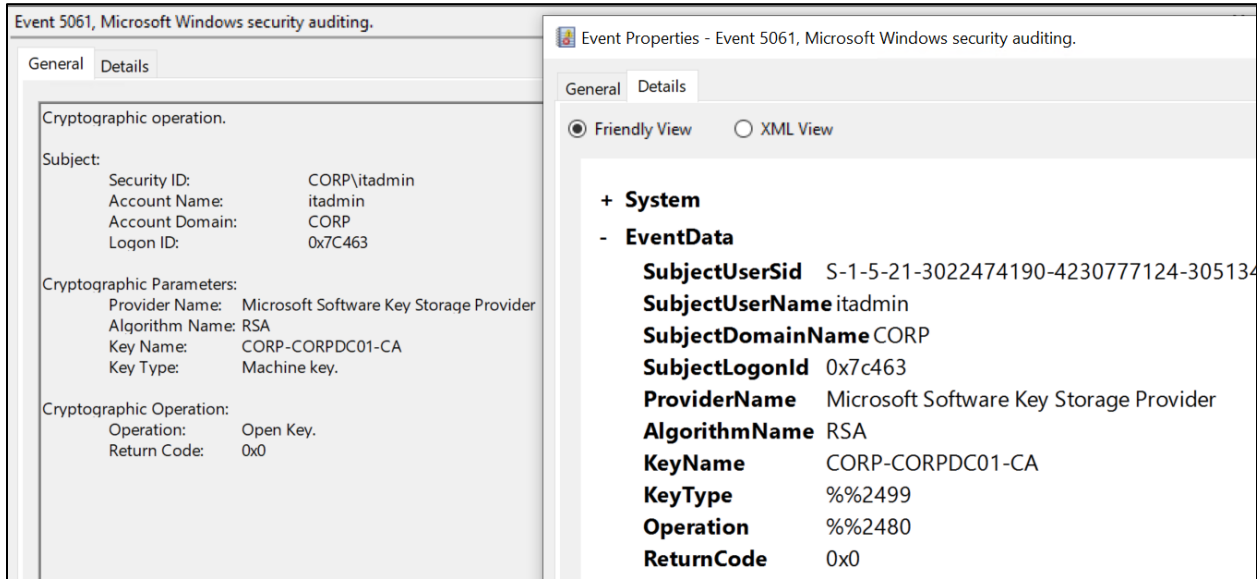 Event 5061, Microsoft Windows security auditing.
General Details
Cryptographic operation.
Subject:
Security ID: CORP\itadmin
Account Name: itadmin
Account Domain: CORP
Logon ID: 0x7C463
Cryptographic Parameters:
Provider Name: Microsoft Software Key Storage Provider
Algorithm Name: RSA
Key Name: CORP-CORPDC01-CA
Key Type: Machine key.
Cryptographic Operation:
Operation: Open Key.
Return Code: 0x0
Event Properties - Event 5061, Microsoft Windows security auditing.
General Details
Friendly View XML View
+ System
- EventData
SubjectUserSid S-1-5-21-3022474190-4230777124-305134
SubjectUserName itadmin
SubjectDomainName CORP
SubjectLogonId 0x7c463
ProviderName Microsoft Software Key Storage Provider
AlgorithmName RSA
KeyName CORP-CORPDC01-CA
KeyType %%2499
Operation %%2480
ReturnCode 0x0